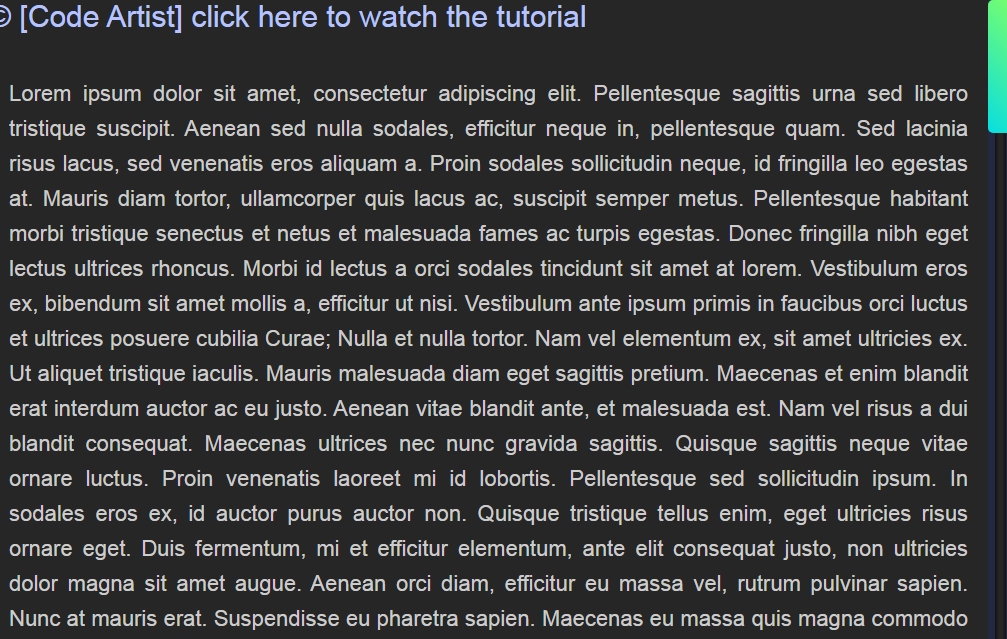 © [Code Artist] click here to watch the tutorial
Lorem ipsum dolor sit amet, consectetur adipiscing elit. Pellentesque sagittis urna sed libero
tristique suscipit. Aenean sed nulla sodales, efficitur neque in, pellentesque quam. Sed lacinia
risus lacus, sed venenatis eros aliquam a. Proin sodales sollicitudin neque, id fringilla leo egestas
at. Mauris diam tortor, ullamcorper quis lacus ac, suscipit semper metus. Pellentesque habitant
morbi tristique senectus et netus et malesuada fames ac turpis egestas. Donec fringilla nibh eget
lectus ultrices rhoncus. Morbi id lectus a orci sodales tincidunt sit amet at lorem. Vestibulum eros
ex, bibendum sit amet mollis a, efficitur ut nisi. Vestibulum ante ipsum primis in faucibus orci luctus
et ultrices posuere cubilia Curae; Nulla et nulla tortor. Nam vel elementum ex, sit amet ultricies ex.
Ut aliquet tristique iaculis. Mauris malesuada diam eget sagittis pretium. Maecenas et enim blandit
erat interdum auctor ac eu justo. Aenean vitae blandit ante, et malesuada est. Nam vel risus a dui
blandit consequat. Maecenas ultrices nec nunc gravida sagittis. Quisque sagittis neque vitae
ornare luctus. Proin venenatis laoreet mi id lobortis. Pellentesque sed sollicitudin ipsum. In
sodales eros ex, id auctor purus auctor non. Quisque tristique tellus enim, eget ultricies risus
ornare eget. Duis fermentum, mi et efficitur elementum, ante elit consequat justo, non ultricies
dolor magna sit amet augue. Aenean orci diam, efficitur eu massa vel, rutrum pulvinar sapien.
Nunc at mauris erat. Suspendisse eu pharetra sapien. Maecenas eu massa quis magna commodo